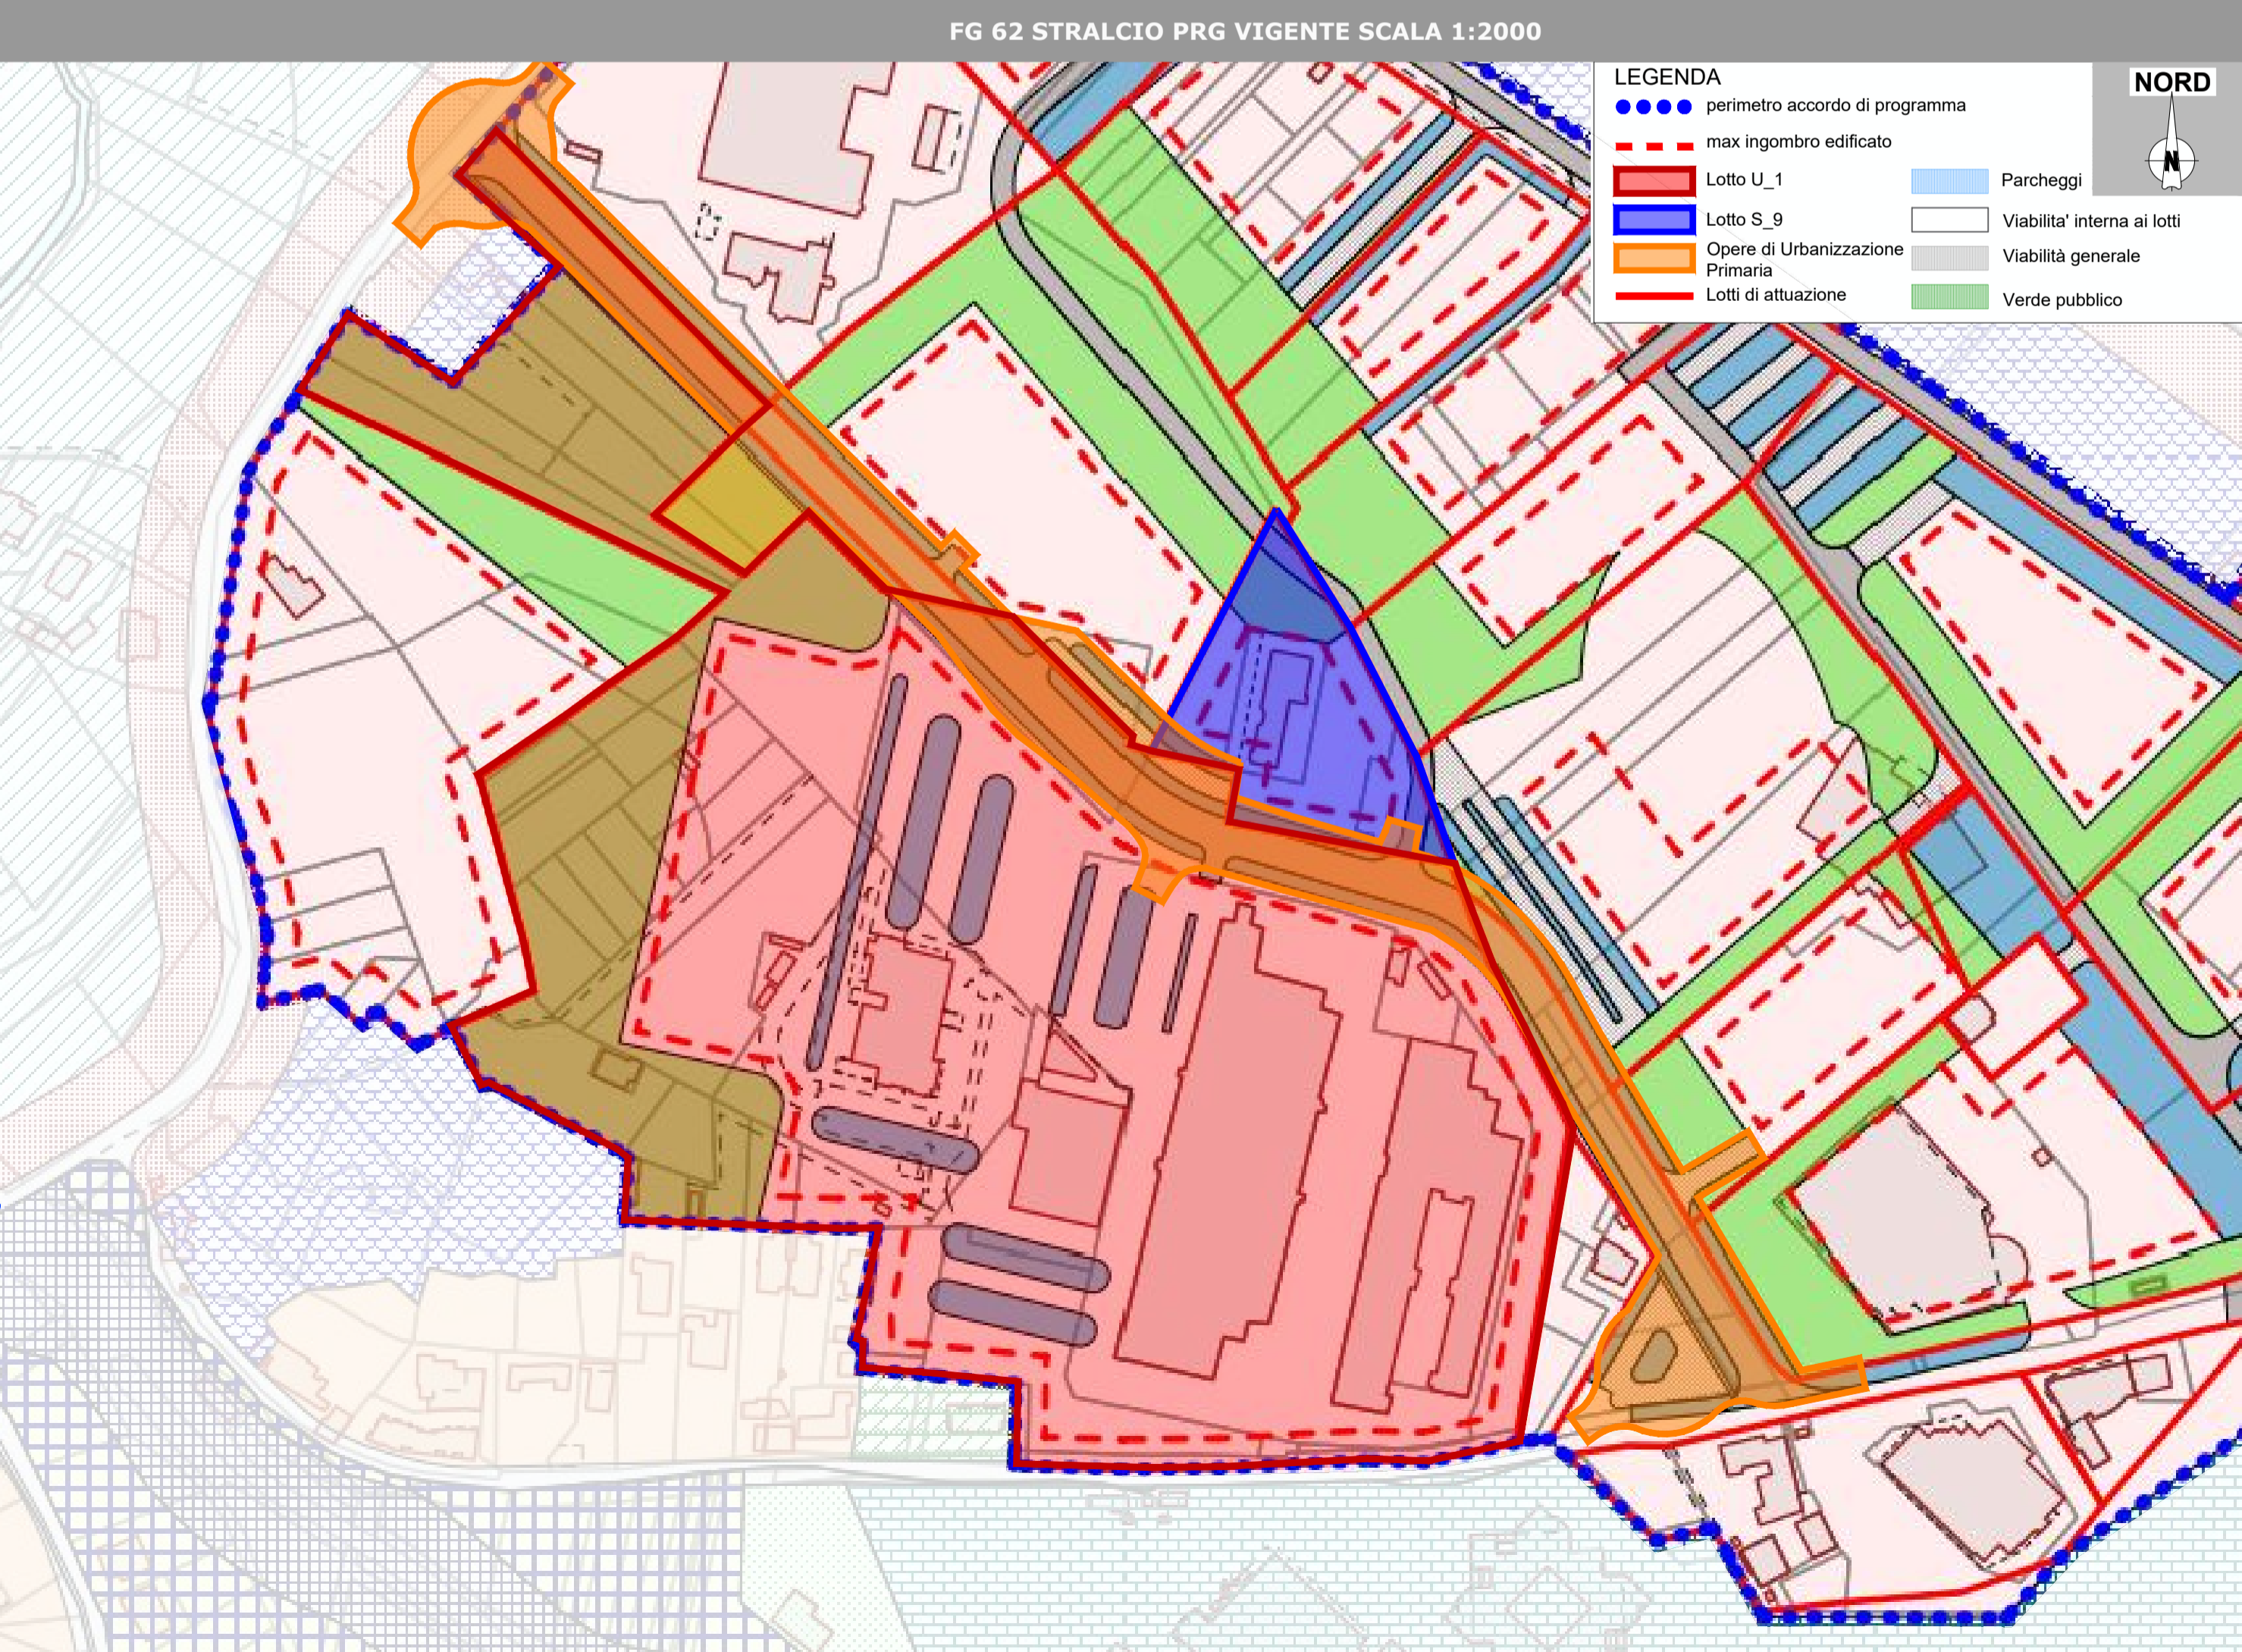 FG 62 STRALCIO PRG VIGENTE SCALA 1:2000
LEGENDA
perimetro accordo di programma
max ingombro edificato
Lotto U_1
Lotto S_9
Opere di Urbanizzazione
Primaria
Lotti di attuazione
Parcheggi
Viabilita' interna ai lotti
Viabilità generale
Verde pubblico
NORD
N